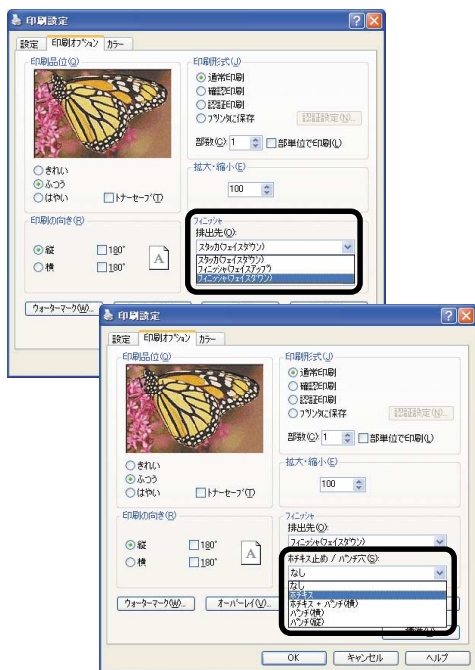 印刷設定
設定 印刷オプション カラー
印刷品位(Q)
きれい
ふつう
はやい
トナーセーブ(T)
印刷形式(J)
通常印刷
確認印刷
認証印刷
プリンタに保存
認証設定(N)...
部数(C): 1
部単位で印刷(L)
拡大・縮小(E)
100
印刷の向き(R)
縦 180°
横 180°
A
フィニッシャ
排出先(O):
スタッカ(フェイスダウン)
スタッカ(フェイスダウン)
フィニッシャ(フェイスアップ)
フィニッシャ(フェイスダウン)
ウォーターマーク(W)...
印刷設定
設定 印刷オプション カラー
印刷品位(Q)
きれい
ふつう
はやい
トナーセーブ(T)
印刷形式(J)
通常印刷
確認印刷
認証印刷
プリンタに保存
認証設定(N)...
部数(C): 1
部単位で印刷(L)
拡大・縮小(E)
100
印刷の向き(R)
縦 180°
横 180°
A
フィニッシャ
排出先(O):
フィニッシャ(フェイスダウン)
ホチキス止め / パンチ穴(S):
なし
なし
ホチキス
ホチキス + パンチ(横)
パンチ(横)
パンチ(縦)
ウォーターマーク(W)... オーバーレイ(V)...
OK キャンセル ヘルプ